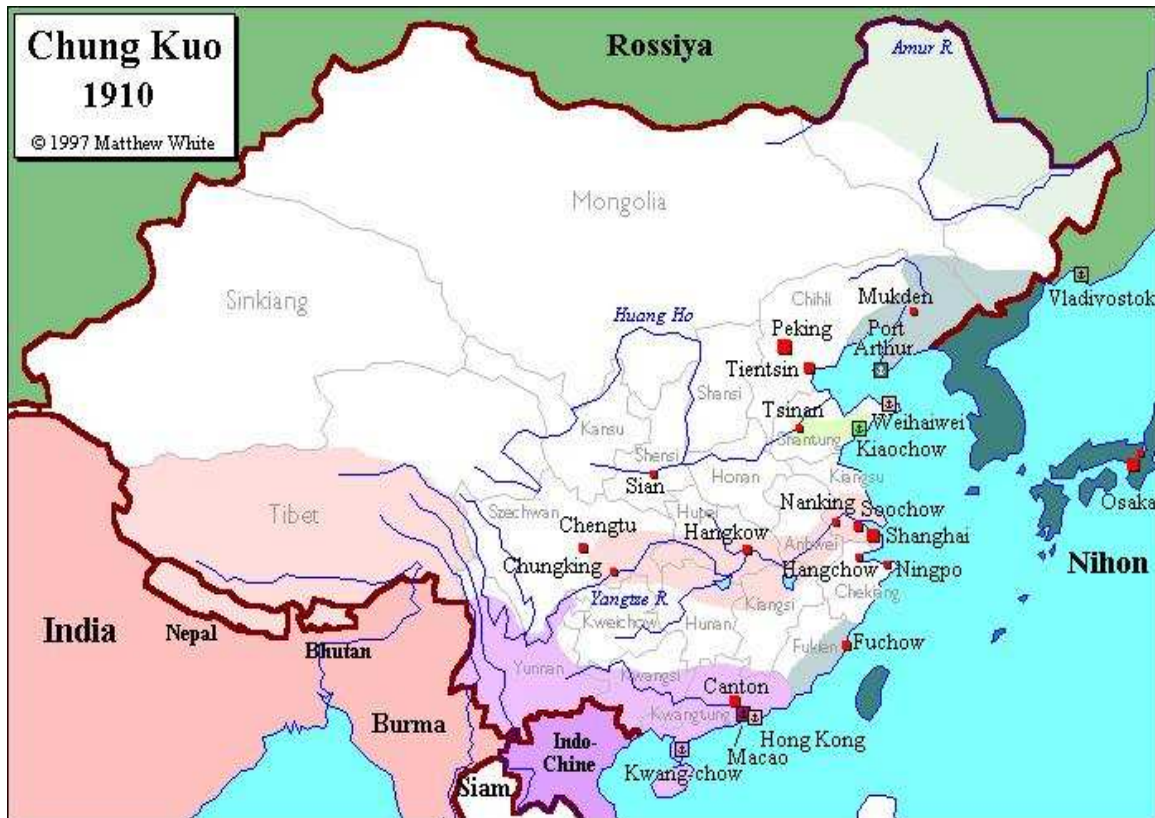 Chung Kuo
1910
© 1997 Matthew White
Rossiya
Amur R
Mongolia
Sinkiang
Chihli
Mukden
Vladivostok
Huang Ho
Peking
Port
Arthur
Tientsin
Shansi
Tsinan
Weihaiwei
Kansu
Shantung
Kiaochow
Shensi
Honan
Kiangsu
Sian
Osaka
Tibet
Szechwan
Hupei
Nanking
Soochow
Chengtu
Hangkow
Anhwei
Shanghai
Chungking
Hangchow
Ningpo
Nihon
Yangtse R.
Kiangsi
Chekiang
India
Nepal
Kweichow
Hunan
Bhutan
Yunnan
Kwangsi
Fukien
Fuchow
Canton
Burma
Kwangtung
Indo-
Chine
Hong Kong
Macao
Kwang-chow
Siam